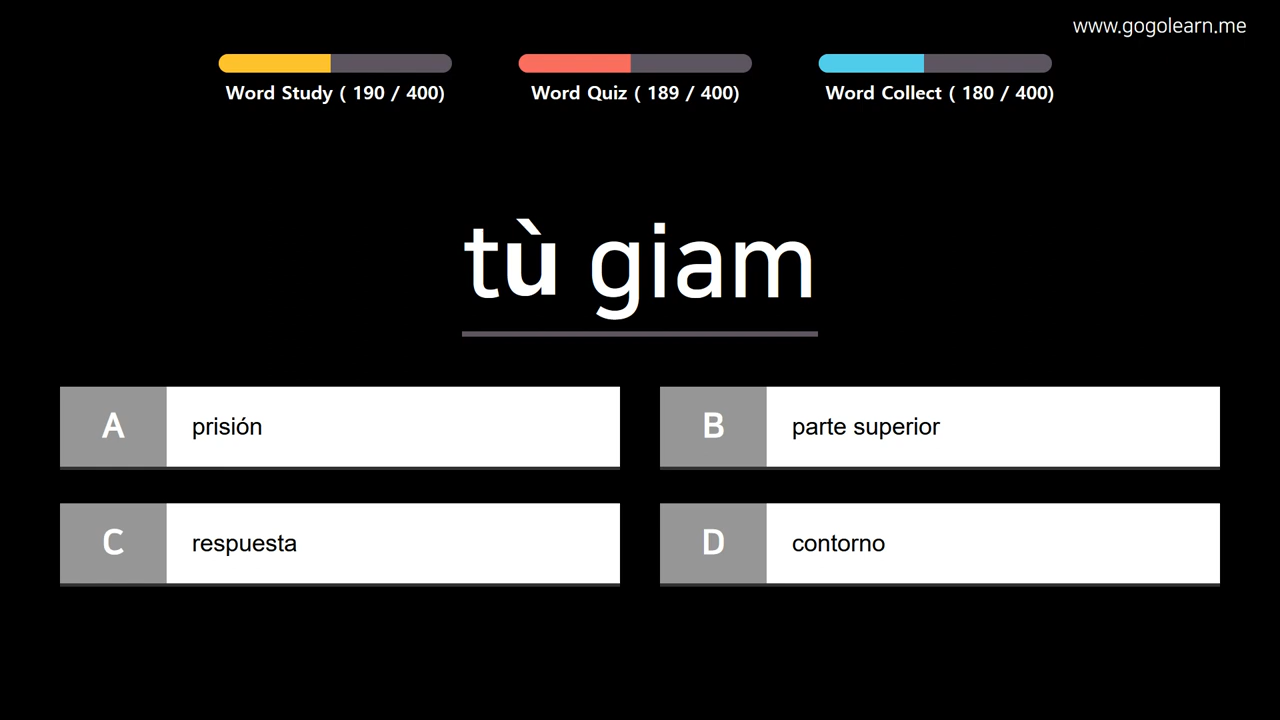 www.gogolearn.me
Word Study ( 190 / 400)
Word Quiz ( 189 / 400)
Word Collect ( 180 / 400)
tù giam
A prisión
B parte superior
C respuesta
D contorno